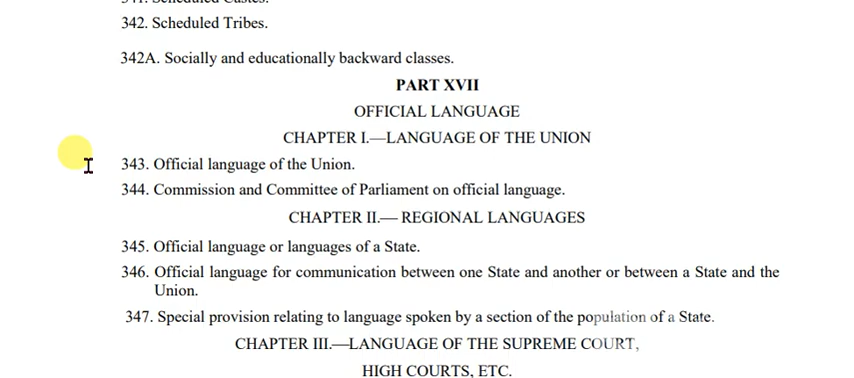 342. Scheduled Tribes.
342A. Socially and educationally backward classes.
PART XVII
OFFICIAL LANGUAGE
CHAPTER I.—LANGUAGE OF THE UNION
343. Official language of the Union.
344. Commission and Committee of Parliament on official language.
CHAPTER II.— REGIONAL LANGUAGES
345. Official language or languages of a State.
346. Official language for communication between one State and another or between a State and the
Union.
347. Special provision relating to language spoken by a section of the population of a State.
CHAPTER III.—LANGUAGE OF THE SUPREME COURT,
HIGH COURTS, ETC.